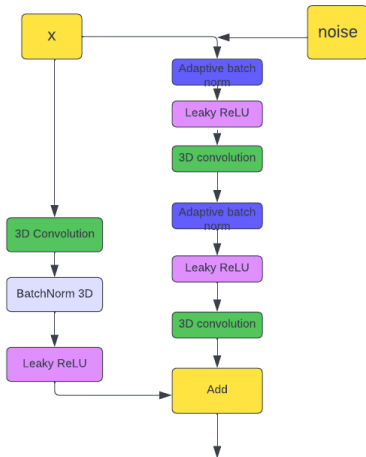 x
noise
Adaptive batch
norm
Leaky ReLU
3D convolution
Adaptive batch
norm
3D Convolution
Leaky ReLU
BatchNorm 3D
3D convolution
Leaky ReLU
Add